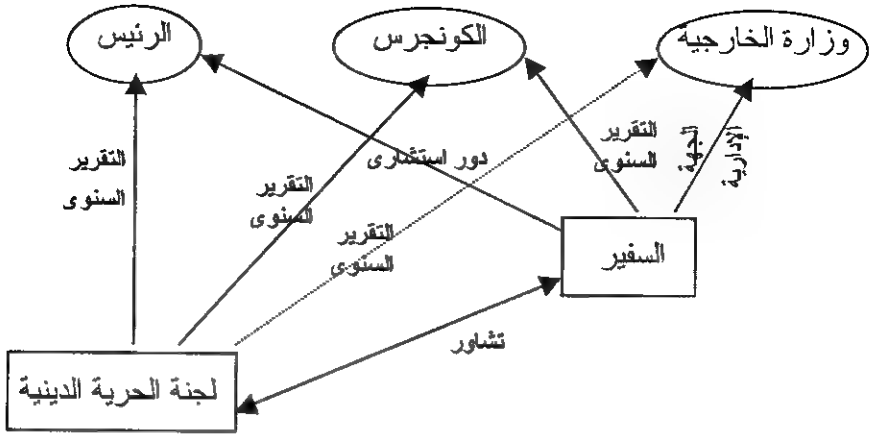 وزارة الخارجية
الكونجرس
الرئيس
الجهة
الإدارية
التقرير
السنوى
دور استشارى
التقرير
السنوى
التقرير
السنوى
التقرير
السنوى
السفير
تشاور
لجنة الحرية الدينية